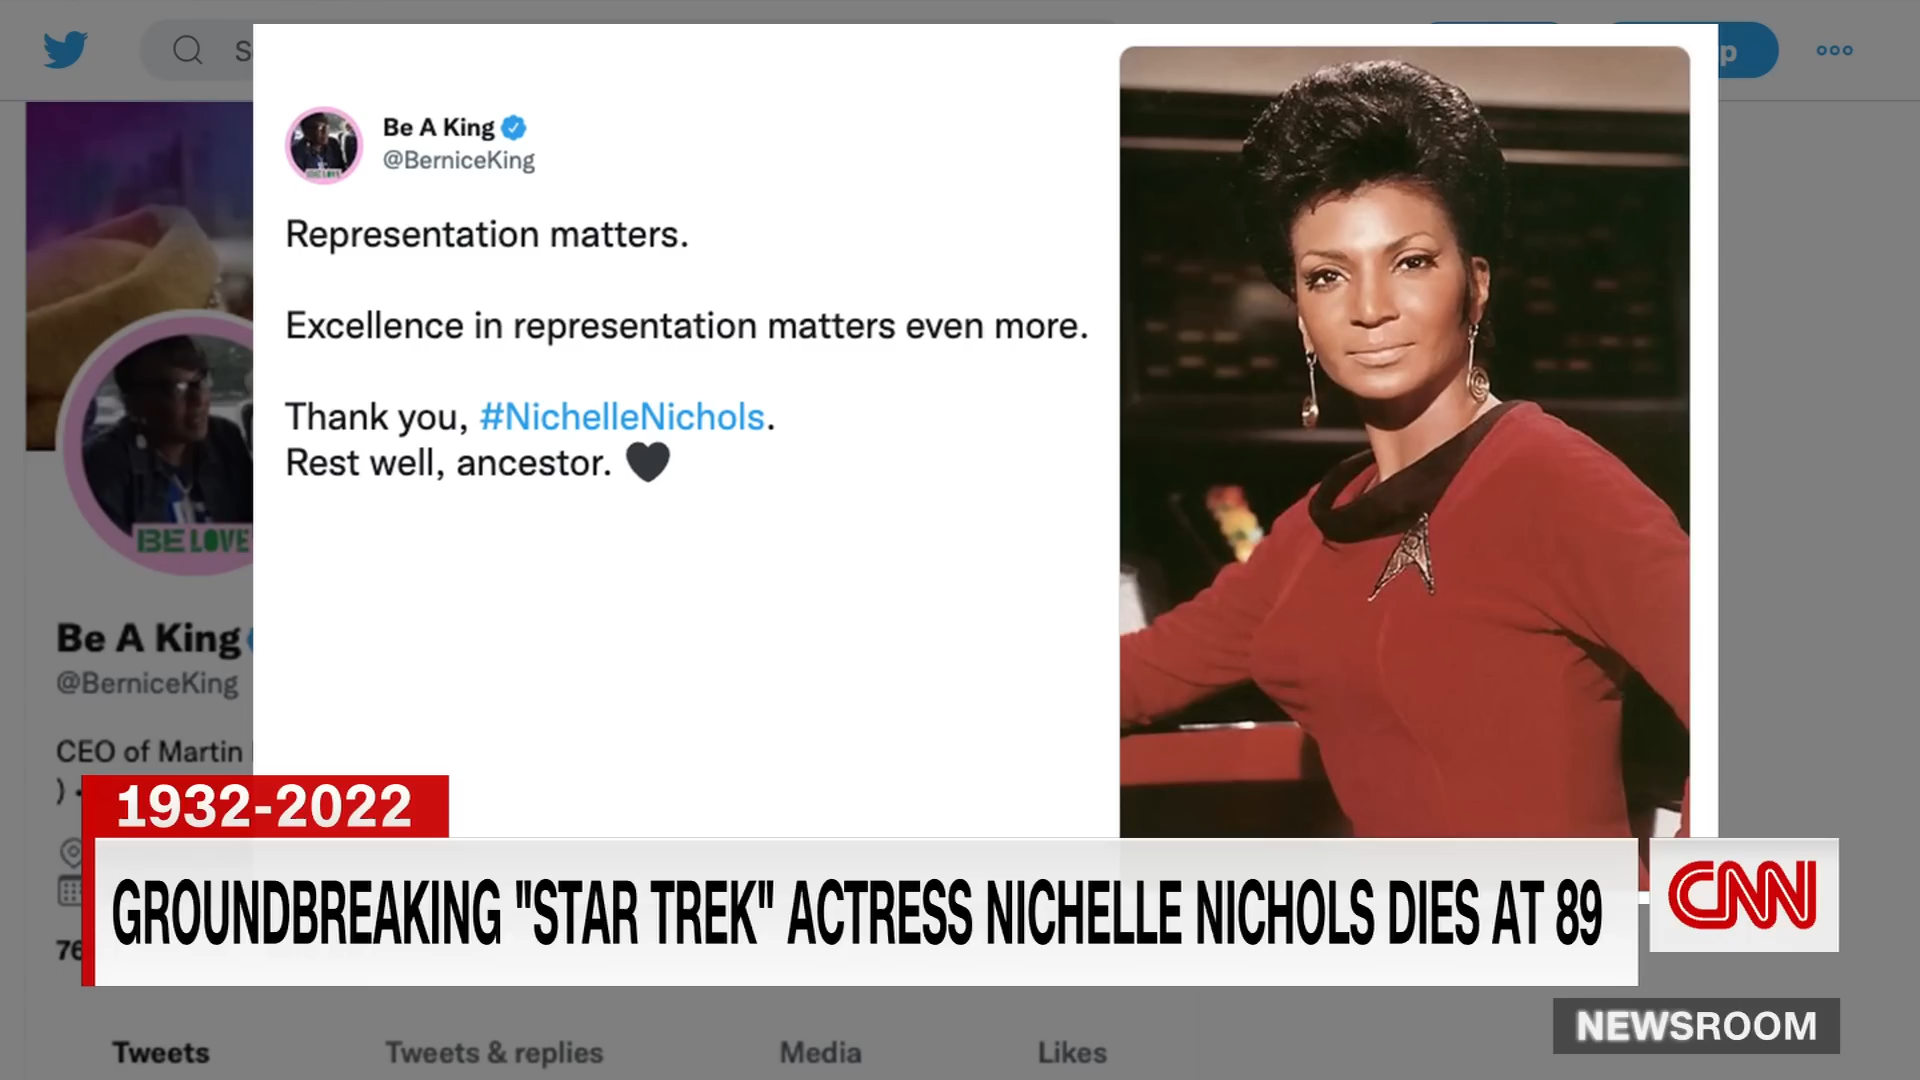 Be A King
@BerniceKing
Representation matters.
Excellence in representation matters even more.
Thank you, #NichelleNichols.
Rest well, ancestor.
BE LOVE
Be A King
@BerniceKing
CEO of Martin
1932-2022
GROUNDBREAKING "STAR TREK" ACTRESS NICHELLE NICHOLS DIES AT 89
CNN
NEWSROOM
Tweets
Tweets & replies
Media
Likes